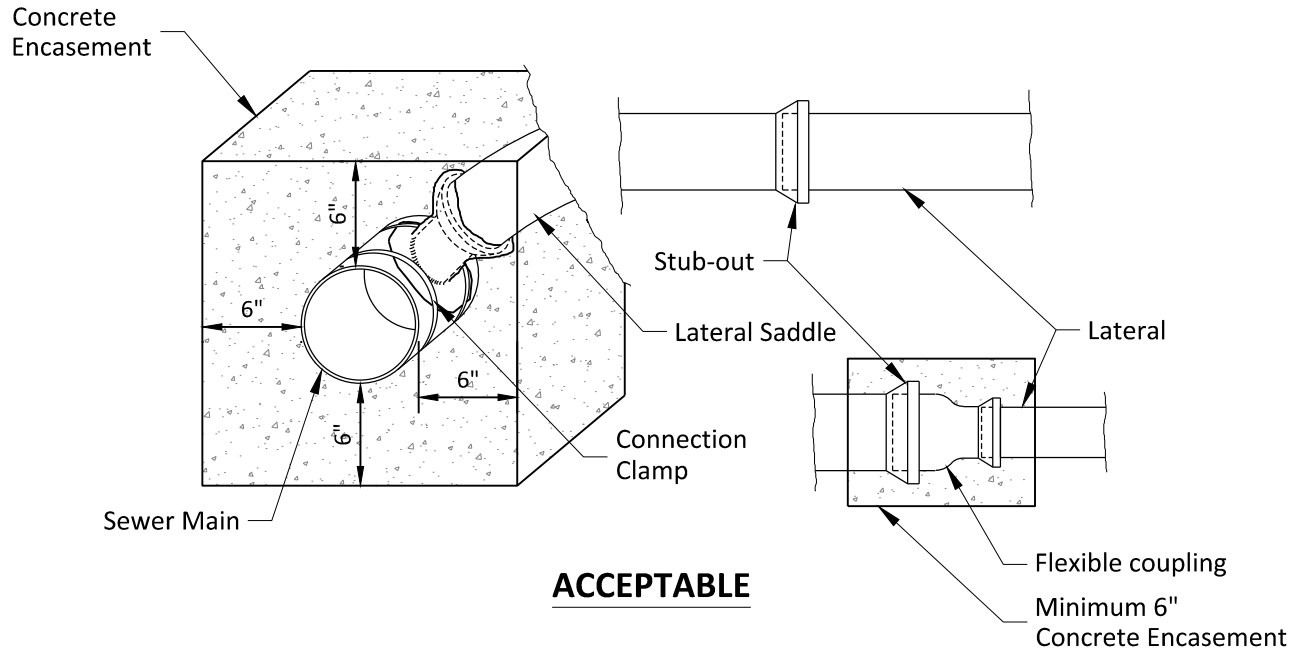 Concrete
Encasement
6"
6"
6"
6"
Sewer Main
Stub-out
Lateral Saddle
Lateral
Connection
Clamp
Flexible coupling
Minimum 6"
Concrete Encasement
ACCEPTABLE